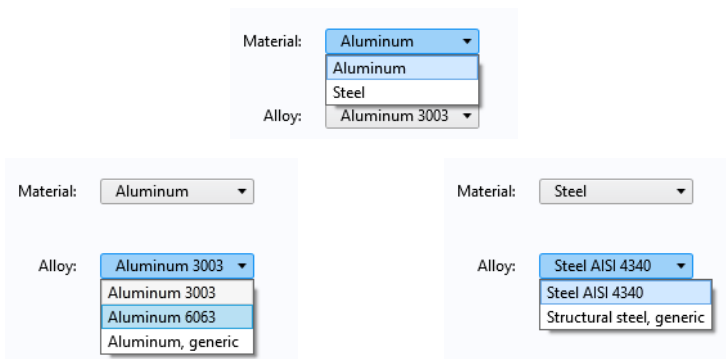 Material: Aluminum
Aluminum
Steel
Alloy: Aluminum 3003
Material: Aluminum
Alloy: Aluminum 3003
Aluminum 3003
Aluminum 6063
Aluminum, generic
Material: Steel
Alloy: Steel AISI 4340
Steel AISI 4340
Structural steel, generic